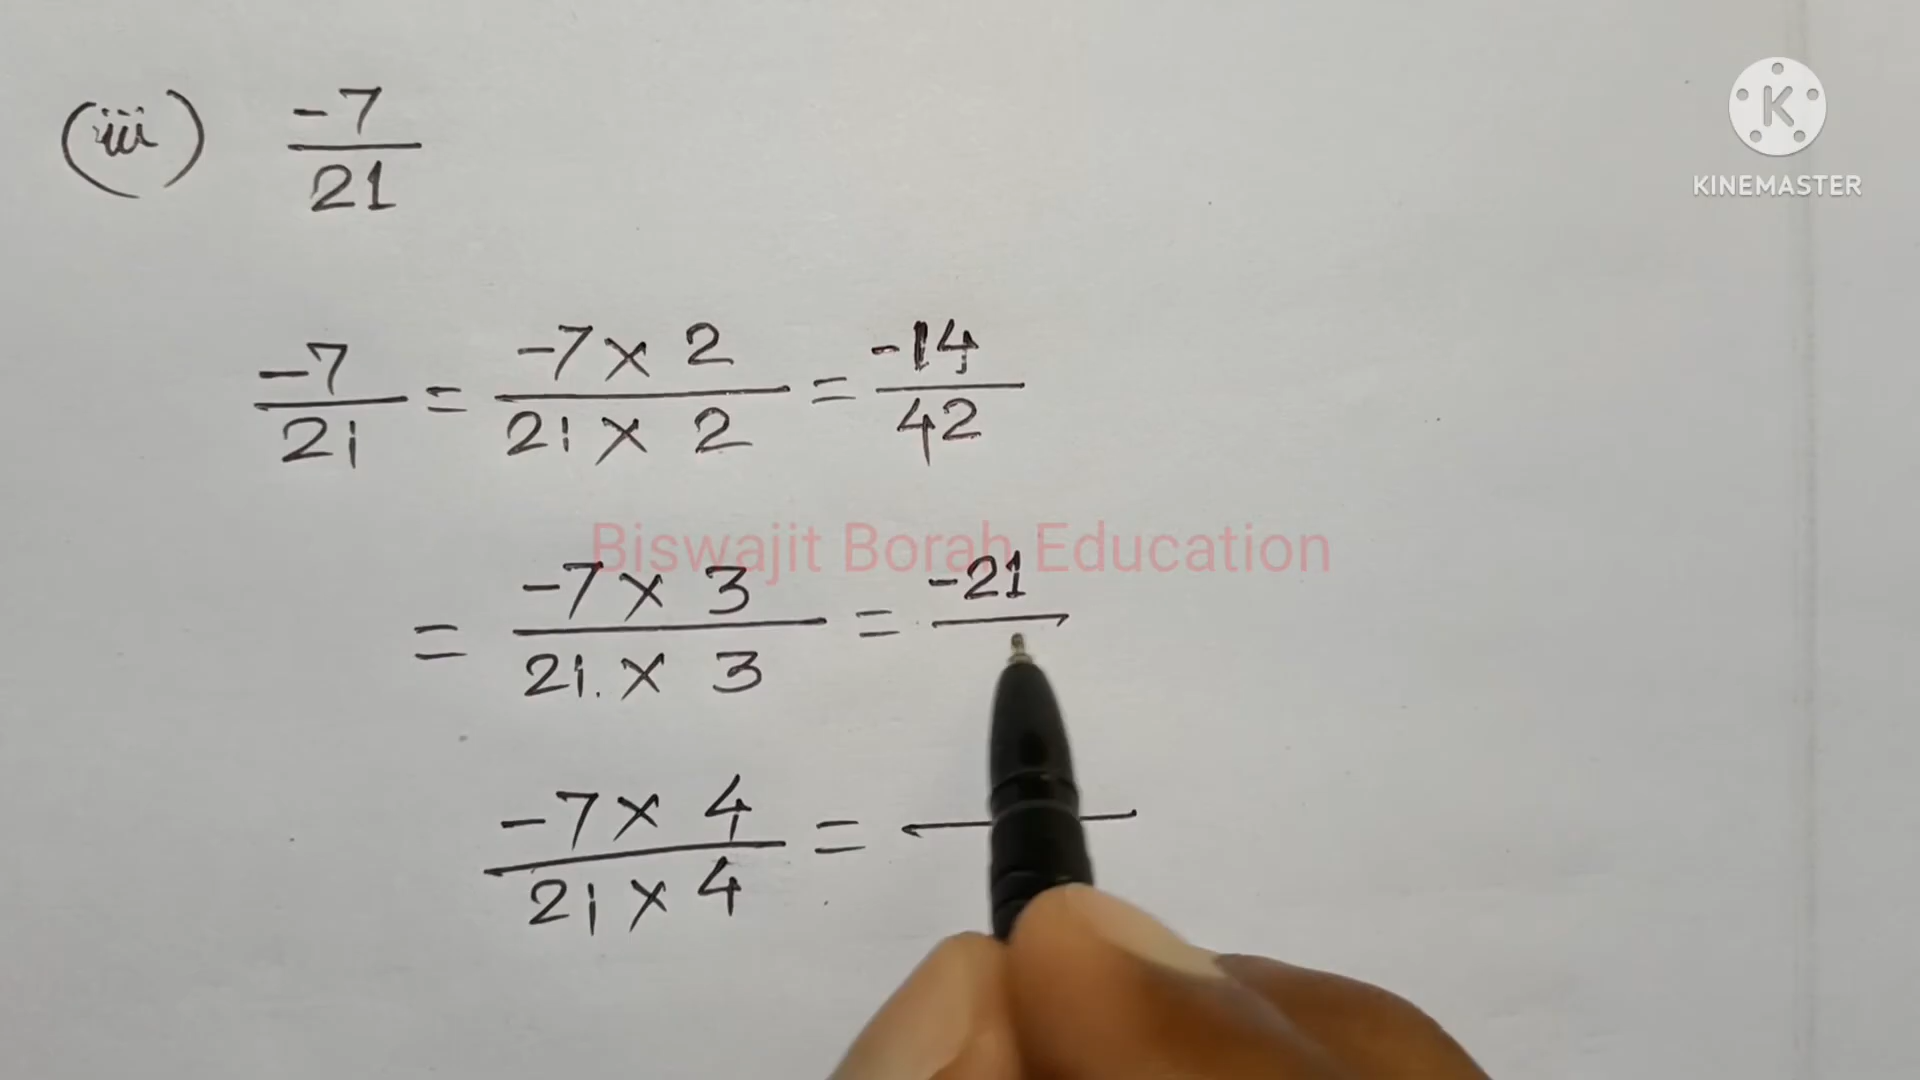 (iii) -7/21
KINEMASTER
-7/21 = -7 × 2/21 × 2 = -14/42
Biswajit Borah Education
= -7 × 3/21 × 3 = -21/
-7 × 4/21 × 4 =